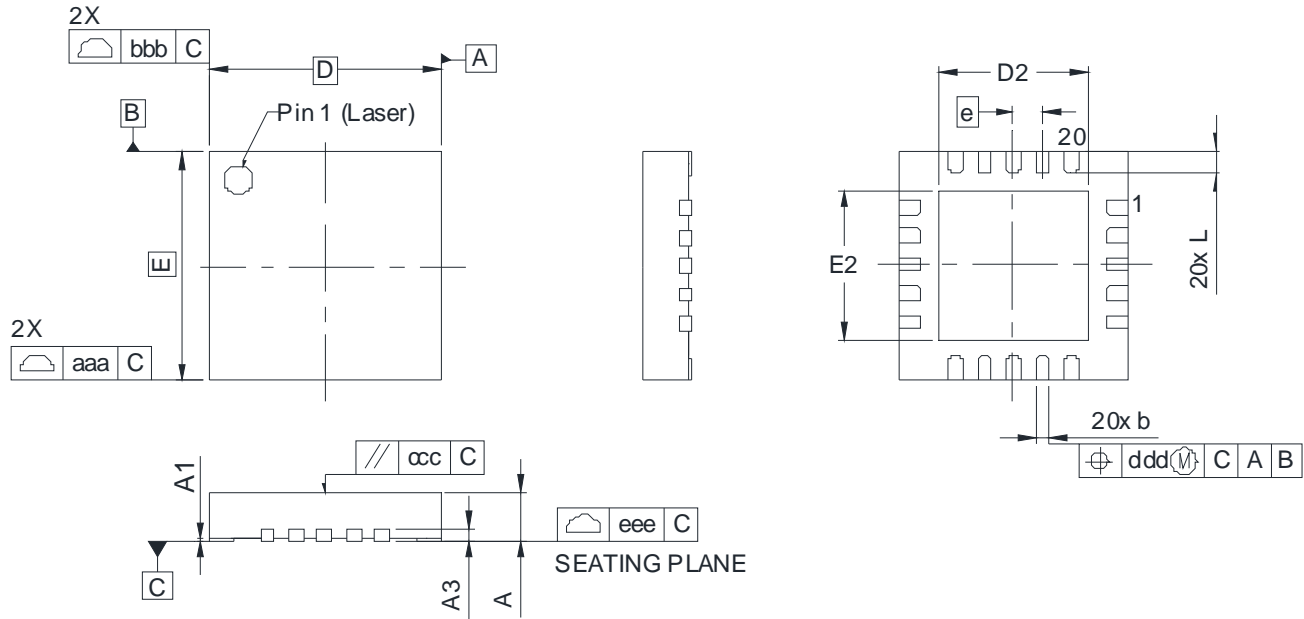 2X
bbb C
D
A
B
Pin 1 (Laser)
E
2X
aaa C
D2
e
20
1
E2
20x L
20x b
ddd M C A B
// ccc C
A1
A3
A
eee C
SEATING PLANE
C